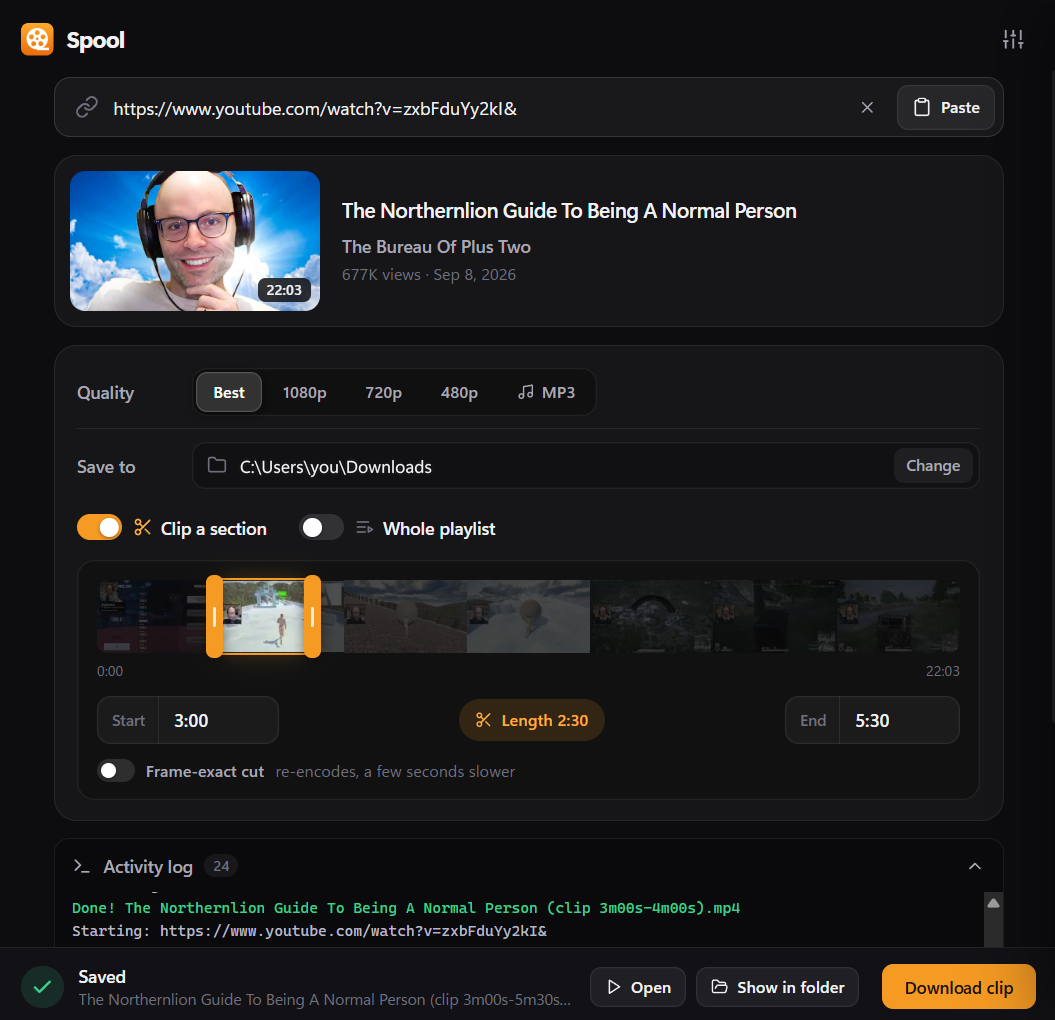 Spool
https://www.youtube.com/watch?v=zxbFduYy2kI&
Paste
22:03
The Northernlion Guide To Being A Normal Person
The Bureau Of Plus Two
677K views · Sep 8, 2026
Quality
Best
1080p
720p
480p
MP3
Save to
C:\Users\you\Downloads
Change
Clip a section
Whole playlist
0:00
22:03
Start
3:00
Length 2:30
End
5:30
Frame-exact cut
re-encodes, a few seconds slower
Activity log
24
Done! The Northernlion Guide To Being A Normal Person (clip 3m00s-4m00s).mp4
Starting: https://www.youtube.com/watch?v=zxbFduYy2kI&
Saved
The Northernlion Guide To Being A Normal Person (clip 3m00s-5m30s...
Open
Show in folder
Download clip